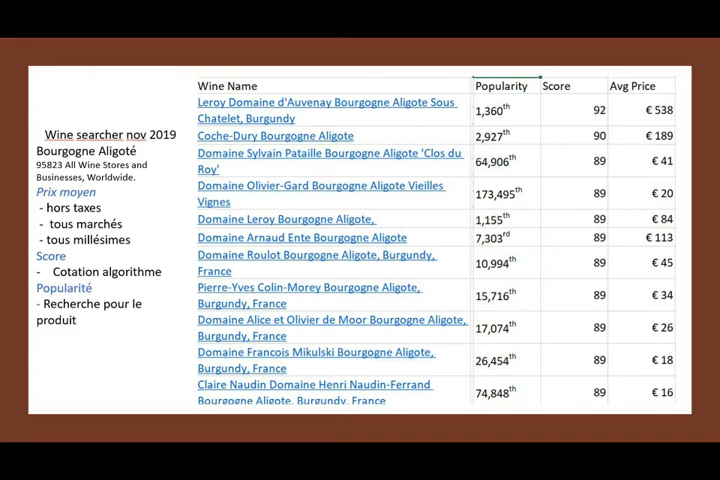 Wine searcher nov 2019
Bourgogne Aligoté
95823 All Wine Stores and
Businesses, Worldwide.
Prix moyen
- hors taxes
- tous marchés
- tous millésimes
Score
- Cotation algorithme
Popularité
- Recherche pour le
produit
Wine Name Popularity Score Avg Price
Leroy Domaine d'Auvenay Bourgogne Aligote Sous
Chatelet, Burgundy 1,360th 92 € 538
Coche-Dury Bourgogne Aligote 2,927th 90 € 189
Domaine Sylvain Pataille Bourgogne Aligote 'Clos du
Roy' 64,906th 89 € 41
Domaine Olivier-Gard Bourgogne Aligote Vieilles
Vignes 173,495th 89 € 20
Domaine Leroy Bourgogne Aligote, 1,155th 89 € 84
Domaine Arnaud Ente Bourgogne Aligote 7,303rd 89 € 113
Domaine Roulot Bourgogne Aligote, Burgundy,
France 10,994th 89 € 45
Pierre-Yves Colin-Morey Bourgogne Aligote,
Burgundy, France 15,716th 89 € 34
Domaine Alice et Olivier de Moor Bourgogne Aligote,
Burgundy, France 17,074th 89 € 26
Domaine Francois Mikulski Bourgogne Aligote,
Burgundy, France 26,454th 89 € 18
Claire Naudin Domaine Henri Naudin-Ferrand
Bourgogne Aligote, Burgundy, France 74,848th 89 € 16